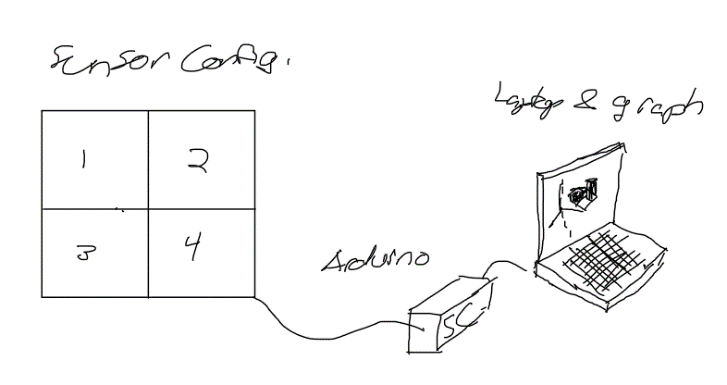 Sensor Config.
Laptop & graph
1 2
3 4
Arduino
SC